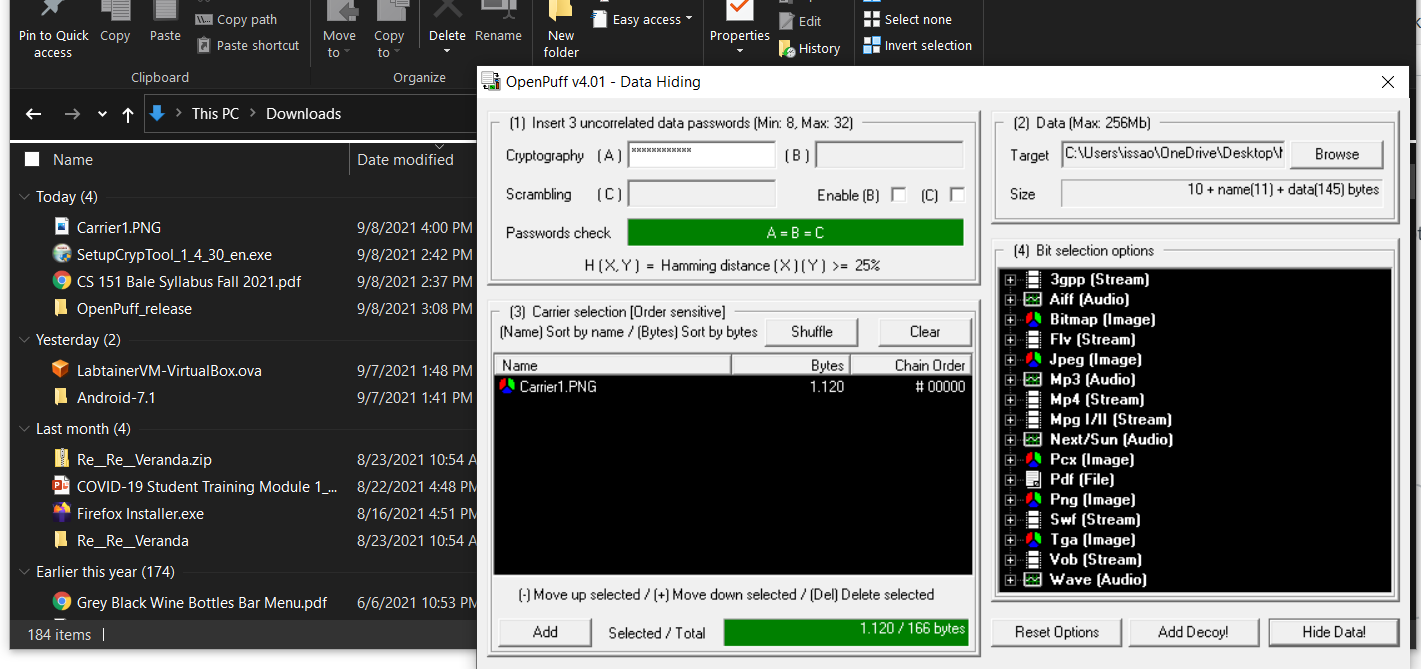 Pin to Quick access
Copy
Paste
Copy path
Paste shortcut
Clipboard
Move to
Copy to
Delete
Rename
Organize
New folder
Easy access
Properties
Edit
History
Select none
Invert selection
This PC > Downloads
Name Date modified
Today (4)
Carrier1.PNG 9/8/2021 4:00 PM
SetupCrypTool_1_4_30_en.exe 9/8/2021 2:42 PM
CS 151 Bale Syllabus Fall 2021.pdf 9/8/2021 2:37 PM
OpenPuff_release 9/8/2021 3:08 PM
Yesterday (2)
LabtainerVM-VirtualBox.ova 9/7/2021 1:48 PM
Android-7.1 9/7/2021 1:41 PM
Last month (4)
Re__Re__Veranda.zip 8/23/2021 10:54 A
COVID-19 Student Training Module 1_... 8/22/2021 4:48 PM
Firefox Installer.exe 8/16/2021 4:51 PM
Re__Re__Veranda 8/23/2021 10:54 A
Earlier this year (174)
Grey Black Wine Bottles Bar Menu.pdf 6/6/2021 10:53 PM
184 items
OpenPuff v4.01 - Data Hiding
(1) Insert 3 uncorrelated data passwords (Min: 8, Max: 32)
Cryptography (A) ************ (B)
Scrambling (C) Enable (B) (C)
Passwords check A = B = C
H (X, Y) = Hamming distance (X)(Y) >= 25%
(2) Data (Max: 256Mb)
Target C:\Users\issao\OneDrive\Desktop\ Browse
Size 10 + name(11) + data(145) bytes
(3) Carrier selection [Order sensitive]
(Name) Sort by name / (Bytes) Sort by bytes Shuffle Clear
Name Bytes Chain Order
Carrier1.PNG 1.120 # 00000
(-) Move up selected / (+) Move down selected / (Del) Delete selected
Add Selected / Total 1.120 / 166 bytes
(4) Bit selection options
3gpp (Stream)
Aiff (Audio)
Bitmap (Image)
Flv (Stream)
Jpeg (Image)
Mp3 (Audio)
Mp4 (Stream)
Mpg I/II (Stream)
Next/Sun (Audio)
Pcx (Image)
Pdf (File)
Png (Image)
Swf (Stream)
Tga (Image)
Vob (Stream)
Wave (Audio)
Reset Options Add Decoy! Hide Data!